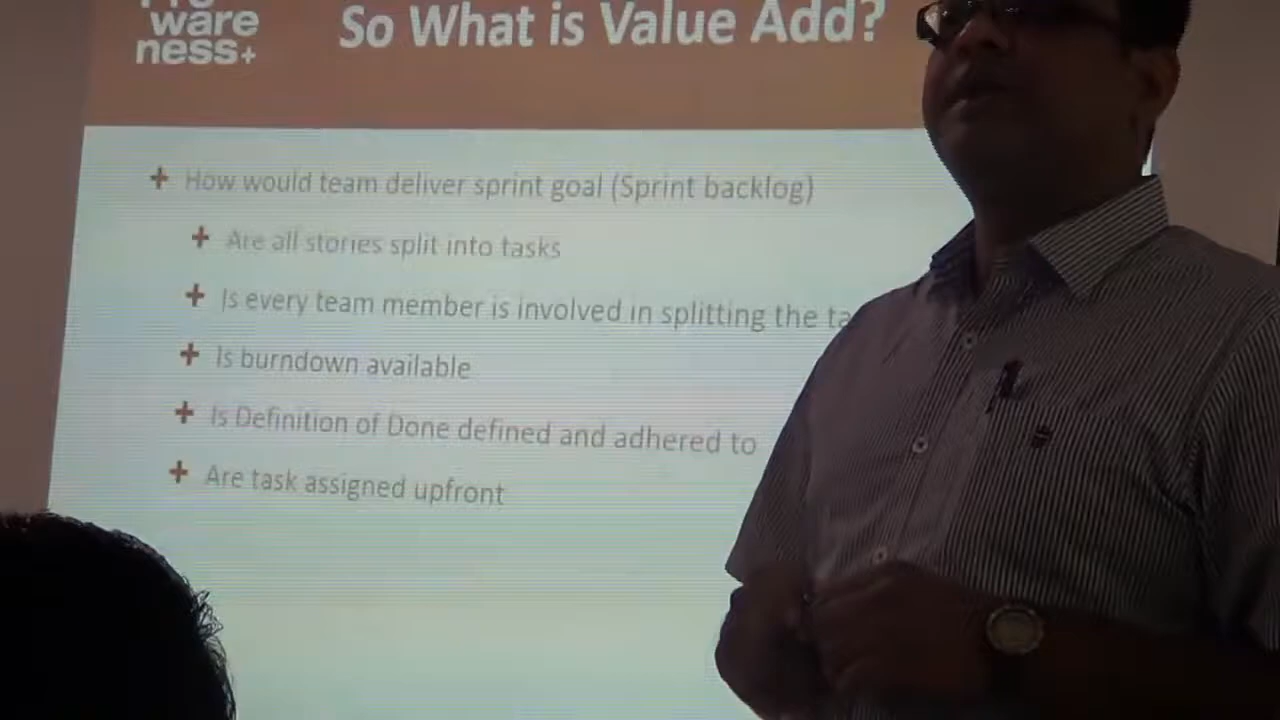 ware
ness+
So What is Value Add?
How would team deliver sprint goal (Sprint backlog)
Are all stories split into tasks
Is every team member is involved in splitting the
Is burndown available
Is Definition of Done defined and adhered to
Are task assigned upfront